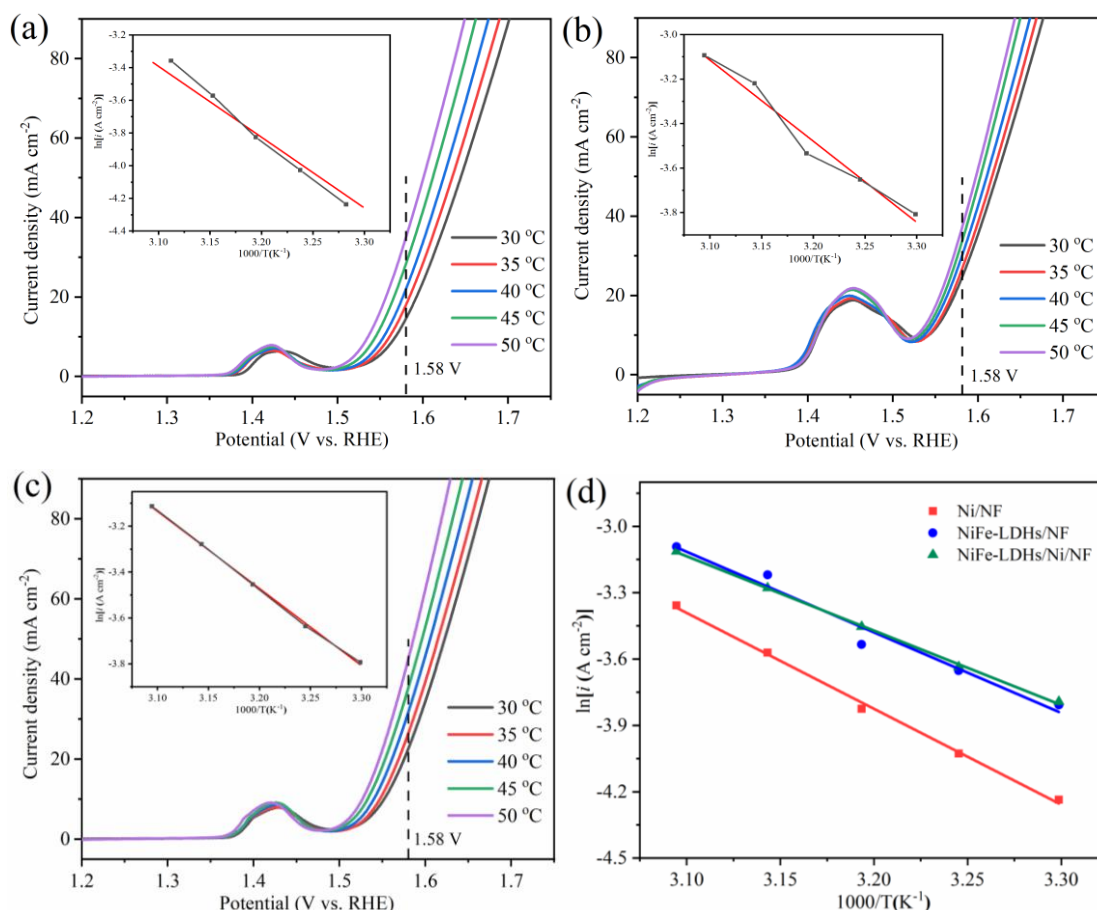 (a)
80
60
40
20
0
Current density (mA cm⁻²)
1.2 1.3 1.4 1.5 1.6 1.7
Potential (V vs. RHE)
-3.2
-3.4
-3.6
-3.8
-4.0
-4.2
-4.4
ln[i (A cm⁻²)]
3.10 3.15 3.20 3.25 3.30
1000/T(K⁻¹)
30 °C
35 °C
40 °C
45 °C
50 °C
1.58 V
(b)
80
60
40
20
0
Current density (mA cm⁻²)
1.2 1.3 1.4 1.5 1.6 1.7
Potential (V vs. RHE)
-3.0
-3.2
-3.4
-3.6
-3.8
ln[i (A cm⁻²)]
3.10 3.15 3.20 3.25 3.30
1000/T(K⁻¹)
30 °C
35 °C
40 °C
45 °C
50 °C
1.58 V
(c)
80
60
40
20
0
Current density (mA cm⁻²)
1.2 1.3 1.4 1.5 1.6 1.7
Potential (V vs. RHE)
-3.2
-3.4
-3.6
-3.8
ln[i (A cm⁻²)]
3.10 3.15 3.20 3.25 3.30
1000/T(K⁻¹)
30 °C
35 °C
40 °C
45 °C
50 °C
1.58 V
(d)
-3.0
-3.3
-3.6
-3.9
-4.2
-4.5
ln[i (A cm⁻²)]
3.10 3.15 3.20 3.25 3.30
1000/T(K⁻¹)
Ni/NF
NiFe-LDHs/NF
NiFe-LDHs/Ni/NF